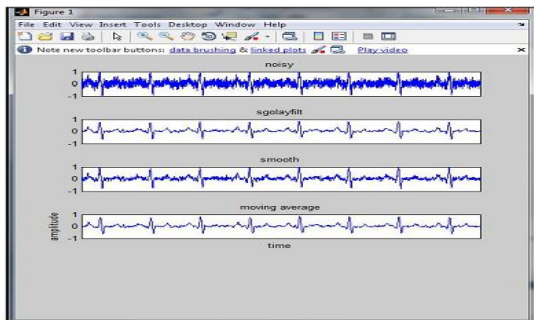 Figure 1
File Edit View Insert Tools Desktop Window Help
Note new toolbar buttons: data brushing & linked plots Play video
noisy
1
0
-1
sgolayfilt
1
0
-1
smooth
1
0
-1
moving average
1
0
-1
amplitude
time